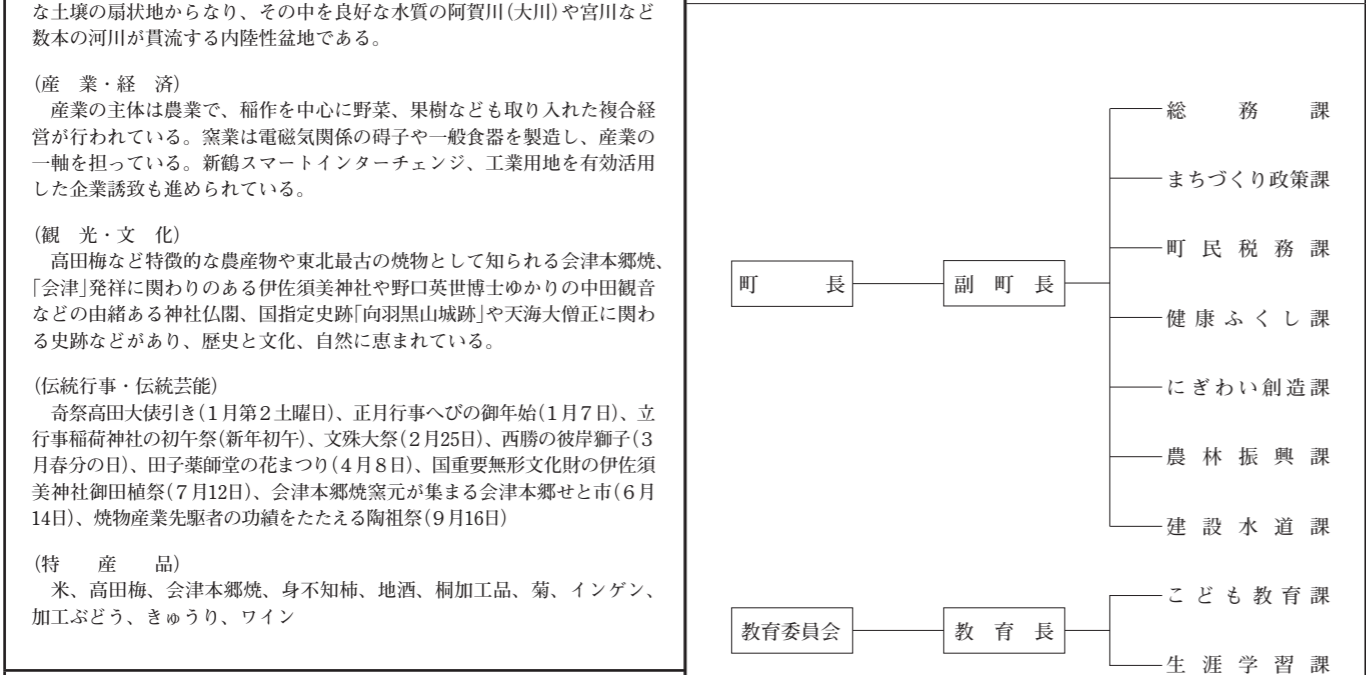 な土壌の扇状地からなり、その中を良好な水質の阿賀川(大川)や宮川など
数本の河川が貫流する内陸性盆地である。
(産　業・経　済)
　産業の主体は農業で、稲作を中心に野菜、果樹なども取り入れた複合経
営が行われている。窯業は電磁気関係の碍子や一般食器を製造し、産業の
一軸を担っている。新鶴スマートインターチェンジ、工業用地を有効活用
した企業誘致も進められている。
(観　光・文　化)
　高田梅など特徴的な農産物や東北最古の焼物として知られる会津本郷焼、
「会津」発祥に関わりのある伊佐須美神社や野口英世博士ゆかりの中田観音
などの由緒ある神社仏閣、国指定史跡「向羽黒山城跡」や天海大僧正に関わ
る史跡などがあり、歴史と文化、自然に恵まれている。
(伝統行事・伝統芸能)
　奇祭高田大俵引き(１月第２土曜日)、正月行事へびの御年始(１月７日)、立
行事稲荷神社の初午祭(新年初午)、文殊大祭(２月25日)、西勝の彼岸獅子(３
月春分の日)、田子薬師堂の花まつり(４月８日)、国重要無形文化財の伊佐須
美神社御田植祭(７月12日)、会津本郷焼窯元が集まる会津本郷せと市(６月
14日)、焼物産業先駆者の功績をたたえる陶祖祭(９月16日)
(特　産　品)
　米、高田梅、会津本郷焼、身不知柿、地酒、桐加工品、菊、インゲン、
加工ぶどう、きゅうり、ワイン
町　長
副町長
総務課
まちづくり政策課
町民税務課
健康ふくし課
にぎわい創造課
農林振興課
建設水道課
教育委員会
教育長
こども教育課
生涯学習課